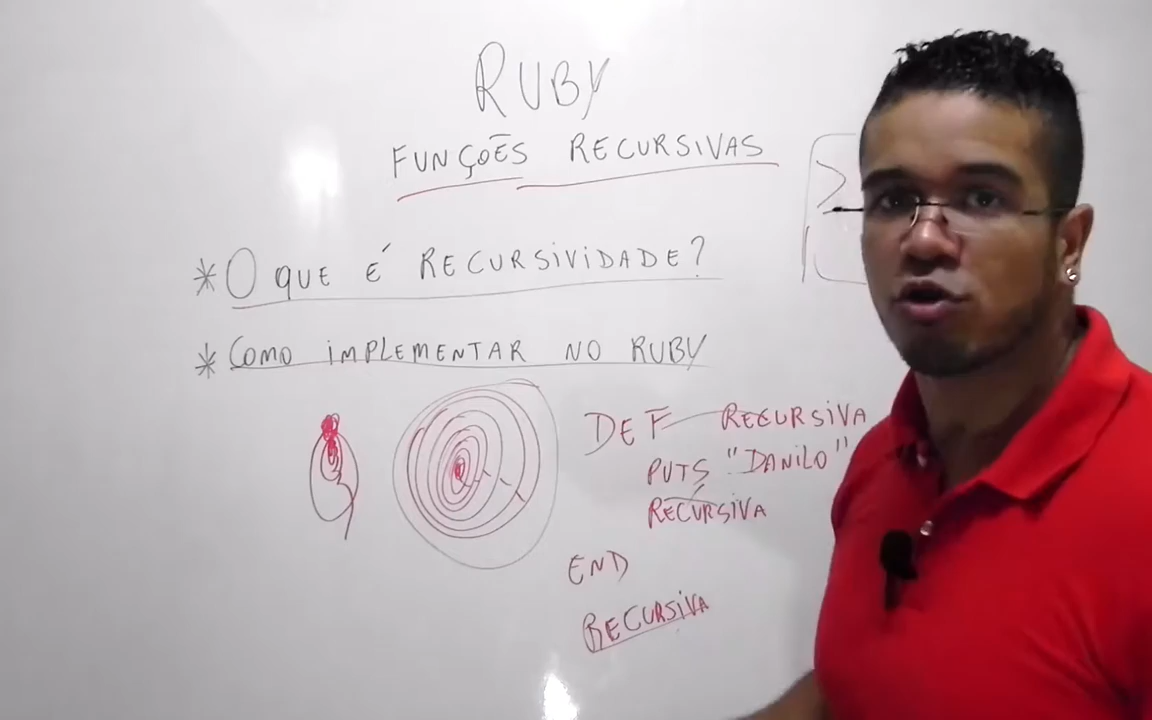 RUBY
FUNÇÕES RECURSIVAS
* O QUE É RECURSIVIDADE?
* COMO IMPLEMENTAR NO RUBY
DEF RECURSIVA
PUTS "DANILO"
RECURSIVA
END
RECURSIVA